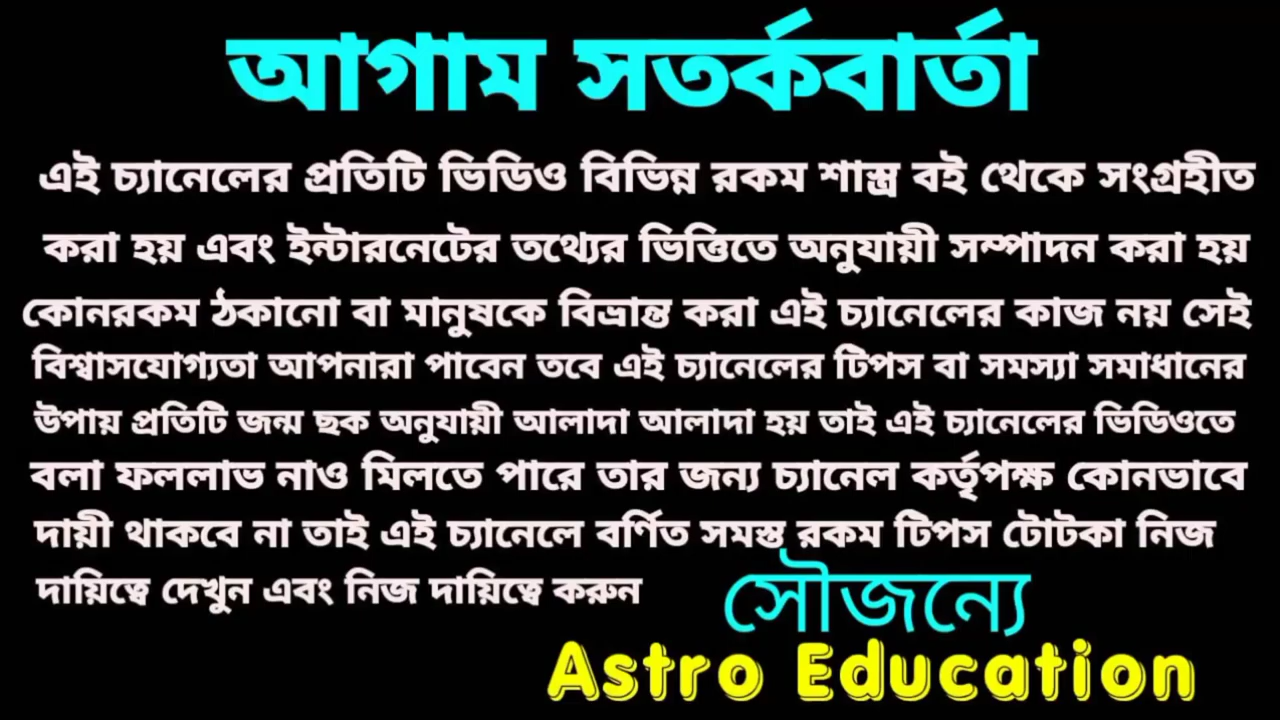 আগাম সতর্কবার্তা
এই চ্যানেলের প্রতিটি ভিডিও বিভিন্ন রকম শাস্ত্র বই থেকে সংগ্রহীত
করা হয় এবং ইন্টারনেটের তথ্যের ভিত্তিতে অনুযায়ী সম্পাদন করা হয়
কোনরকম ঠকানো বা মানুষকে বিভ্রান্ত করা এই চ্যানেলের কাজ নয় সেই
বিশ্বাসযোগ্যতা আপনারা পাবেন তবে এই চ্যানেলের টিপস বা সমস্যা সমাধানের
উপায় প্রতিটি জন্ম ছক অনুযায়ী আলাদা আলাদা হয় তাই এই চ্যানেলের ভিডিওতে
বলা ফললাভ নাও মিলতে পারে তার জন্য চ্যানেল কর্তৃপক্ষ কোনভাবে
দায়ী থাকবে না তাই এই চ্যানেলে বর্ণিত সমস্ত রকম টিপস টোটকা নিজ
দায়িত্বে দেখুন এবং নিজ দায়িত্বে করুন
সৌজন্যে
Astro Education